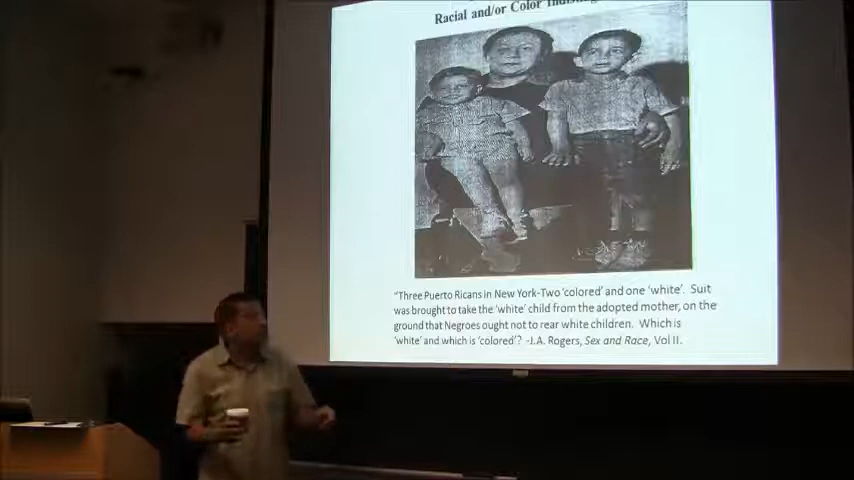 Racial and/or Color
"Three Puerto Ricans in New York-Two 'colored' and one 'white'. Suit
was brought to take the 'white' child from the adopted mother, on the
ground that Negroes ought not to rear white children. Which is
'white' and which is 'colored'? -J.A. Rogers, Sex and Race, Vol II.